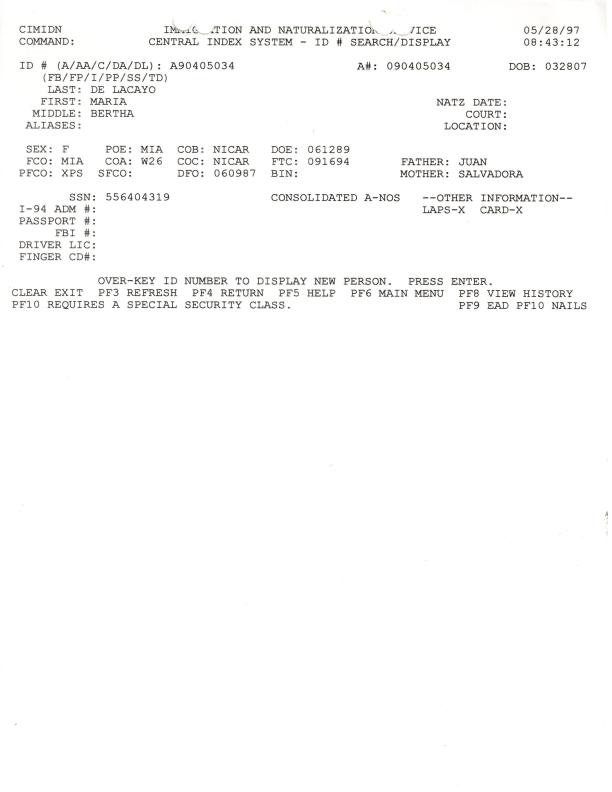 CIMIDN IMMIG TION AND NATURALIZATION VICE 05/28/97
COMMAND: CENTRAL INDEX SYSTEM - ID # SEARCH/DISPLAY 08:43:12
ID # (A/AA/C/DA/DL): A90405034 A#: 090405034 DOB: 032807
(FB/FP/I/PP/SS/TD)
LAST: DE LACAYO
FIRST: MARIA NATZ DATE:
MIDDLE: BERTHA COURT:
ALIASES: LOCATION:
SEX: F POE: MIA COB: NICAR DOE: 061289
FCO: MIA COA: W26 COC: NICAR FTC: 091694 FATHER: JUAN
PFCO: XPS SFCO: DFO: 060987 BIN: MOTHER: SALVADORA
SSN: 556404319 CONSOLIDATED A-NOS --OTHER INFORMATION--
I-94 ADM #: LAPS-X CARD-X
PASSPORT #:
FBI #:
DRIVER LIC:
FINGER CD#:
OVER-KEY ID NUMBER TO DISPLAY NEW PERSON. PRESS ENTER.
CLEAR EXIT PF3 REFRESH PF4 RETURN PF5 HELP PF6 MAIN MENU PF8 VIEW HISTORY
PF10 REQUIRES A SPECIAL SECURITY CLASS. PF9 EAD PF10 NAILS